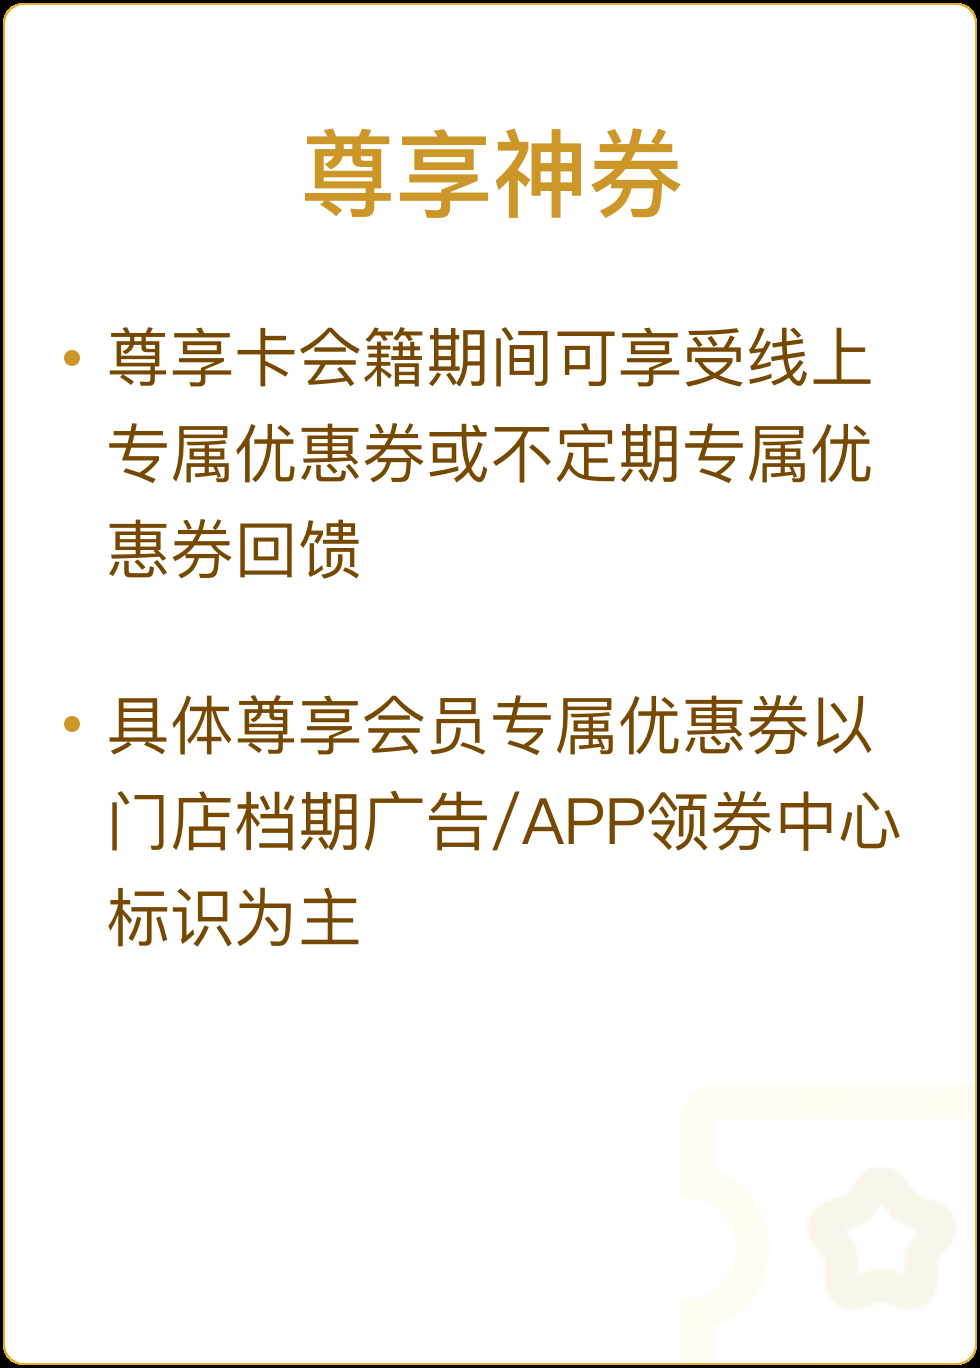 尊享神券
• 尊享卡会籍期间可享受线上
专属优惠券或不定期专属优
惠券回馈
• 具体尊享会员专属优惠券以
门店档期广告/APP领券中心
标识为主